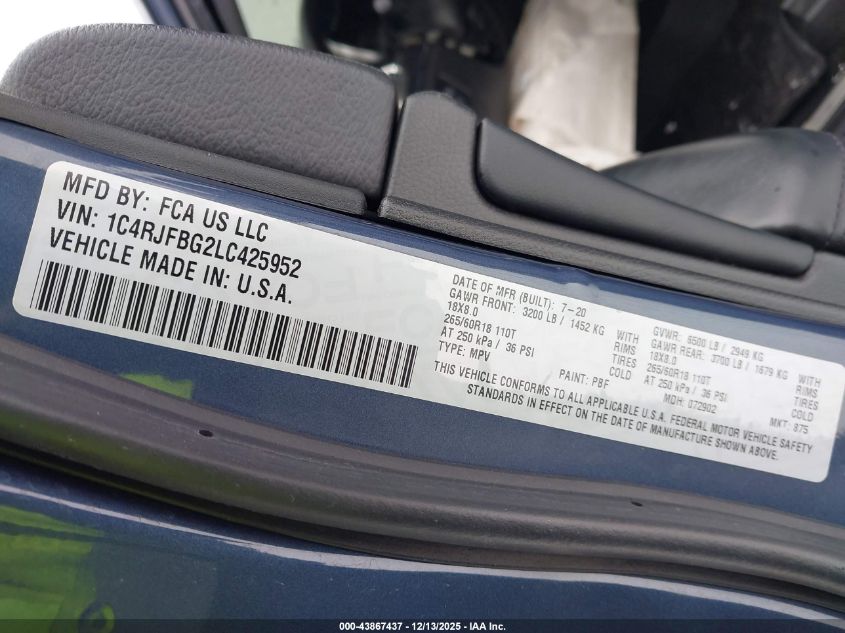 MFD BY: FCA US LLC
VIN: 1C4RJFBG2LC425952
VEHICLE MADE IN: U.S.A.
DATE OF MFR (BUILT): 7-20
GAWR FRONT: 3200 LB / 1452 KG WITH
18X8.0 RIMS
265/60R18 110T TIRES
AT 250 kPa / 36 PSI COLD
TYPE: MPV PAINT: PBF
GVWR: 6500 LB / 2949 KG
GAWR REAR: 3700 LB / 1679 KG WITH
18X8.0 RIMS
265/60R18 110T TIRES
AT 250 kPa / 36 PSI COLD
MDH: 072902 MKT: 875
THIS VEHICLE CONFORMS TO ALL APPLICABLE U.S.A. FEDERAL MOTOR VEHICLE SAFETY
STANDARDS IN EFFECT ON THE DATE OF MANUFACTURE SHOWN ABOVE.
000-43867437 - 12/13/2025 - IAA Inc.